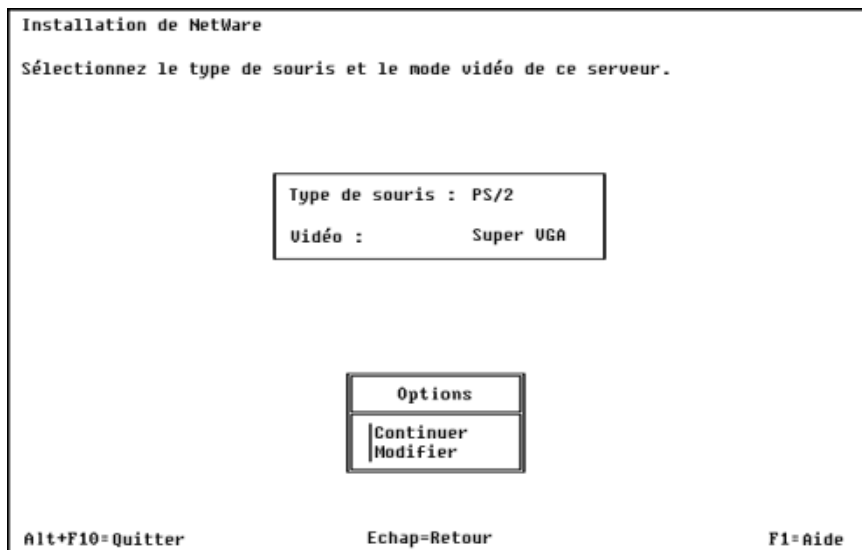 Installation de NetWare
Sélectionnez le type de souris et le mode vidéo de ce serveur.
Type de souris : PS/2
Vidéo : Super VGA
Options
Continuer
Modifier
Alt+F10=Quitter Echap=Retour F1=Aide